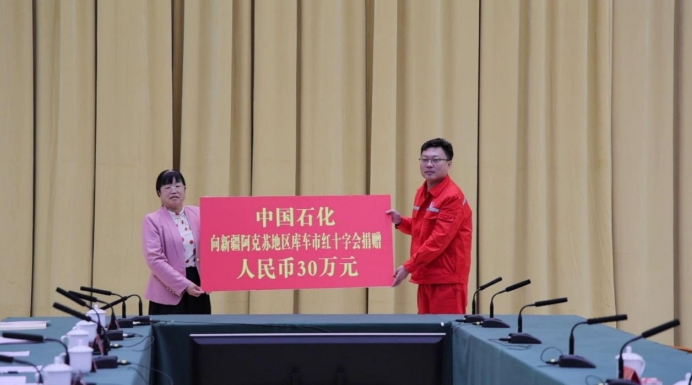 中国石化
向新疆阿克苏地区库车市红十字会捐赠
人民币30万元